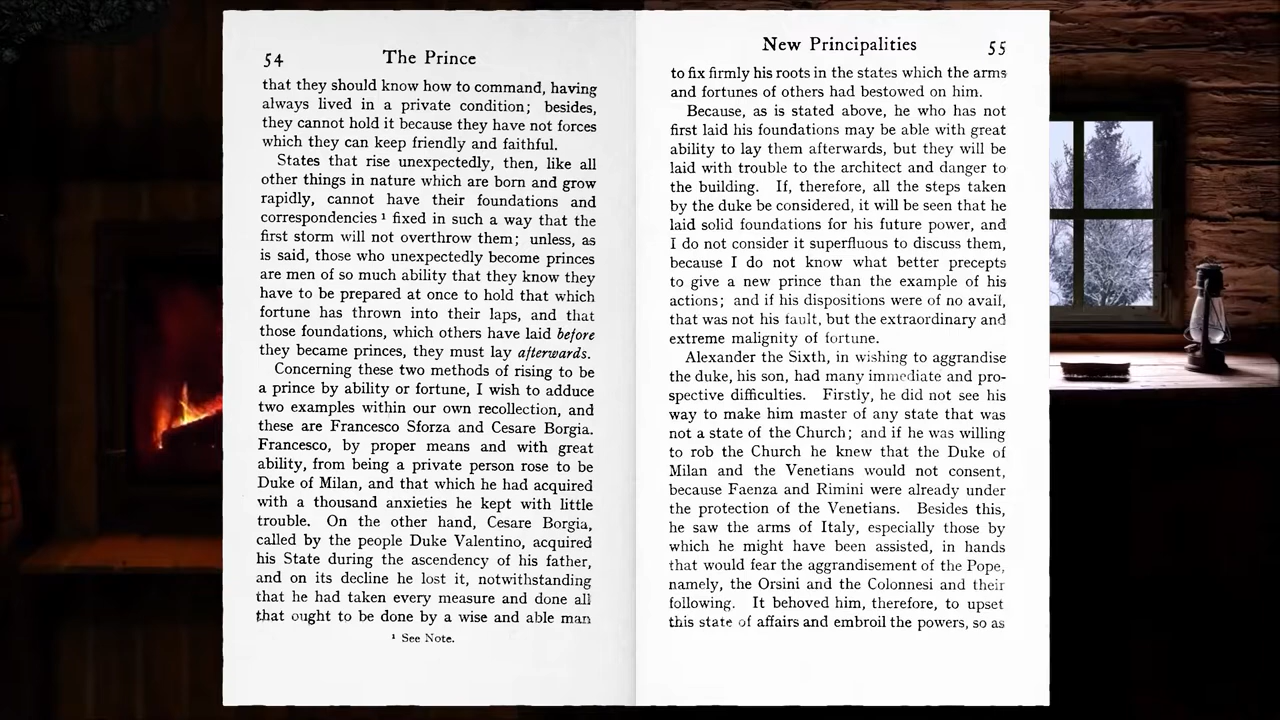 54
The Prince
that they should know how to command, having
always lived in a private condition; besides,
they cannot hold it because they have not forces
which they can keep friendly and faithful.
States that rise unexpectedly, then, like all
other things in nature which are born and grow
rapidly, cannot have their foundations and
correspondencies ¹ fixed in such a way that the
first storm will not overthrow them; unless, as
is said, those who unexpectedly become princes
are men of so much ability that they know they
have to be prepared at once to hold that which
fortune has thrown into their laps, and that
those foundations, which others have laid before
they became princes, they must lay afterwards.
Concerning these two methods of rising to be
a prince by ability or fortune, I wish to adduce
two examples within our own recollection, and
these are Francesco Sforza and Cesare Borgia.
Francesco, by proper means and with great
ability, from being a private person rose to be
Duke of Milan, and that which he had acquired
with a thousand anxieties he kept with little
trouble. On the other hand, Cesare Borgia,
called by the people Duke Valentino, acquired
his State during the ascendency of his father,
and on its decline he lost it, notwithstanding
that he had taken every measure and done all
that ought to be done by a wise and able man
¹ See Note.
New Principalities
55
to fix firmly his roots in the states which the arms
and fortunes of others had bestowed on him.
Because, as is stated above, he who has not
first laid his foundations may be able with great
ability to lay them afterwards, but they will be
laid with trouble to the architect and danger to
the building. If, therefore, all the steps taken
by the duke be considered, it will be seen that he
laid solid foundations for his future power, and
I do not consider it superfluous to discuss them,
because I do not know what better precepts
to give a new prince than the example of his
actions; and if his dispositions were of no avail,
that was not his fault, but the extraordinary and
extreme malignity of fortune.
Alexander the Sixth, in wishing to aggrandise
the duke, his son, had many immediate and pro-
spective difficulties. Firstly, he did not see his
way to make him master of any state that was
not a state of the Church; and if he was willing
to rob the Church he knew that the Duke of
Milan and the Venetians would not consent,
because Faenza and Rimini were already under
the protection of the Venetians. Besides this,
he saw the arms of Italy, especially those by
which he might have been assisted, in hands
that would fear the aggrandisement of the Pope,
namely, the Orsini and the Colonnesi and their
following. It behoved him, therefore, to upset
this state of affairs and embroil the powers, so as